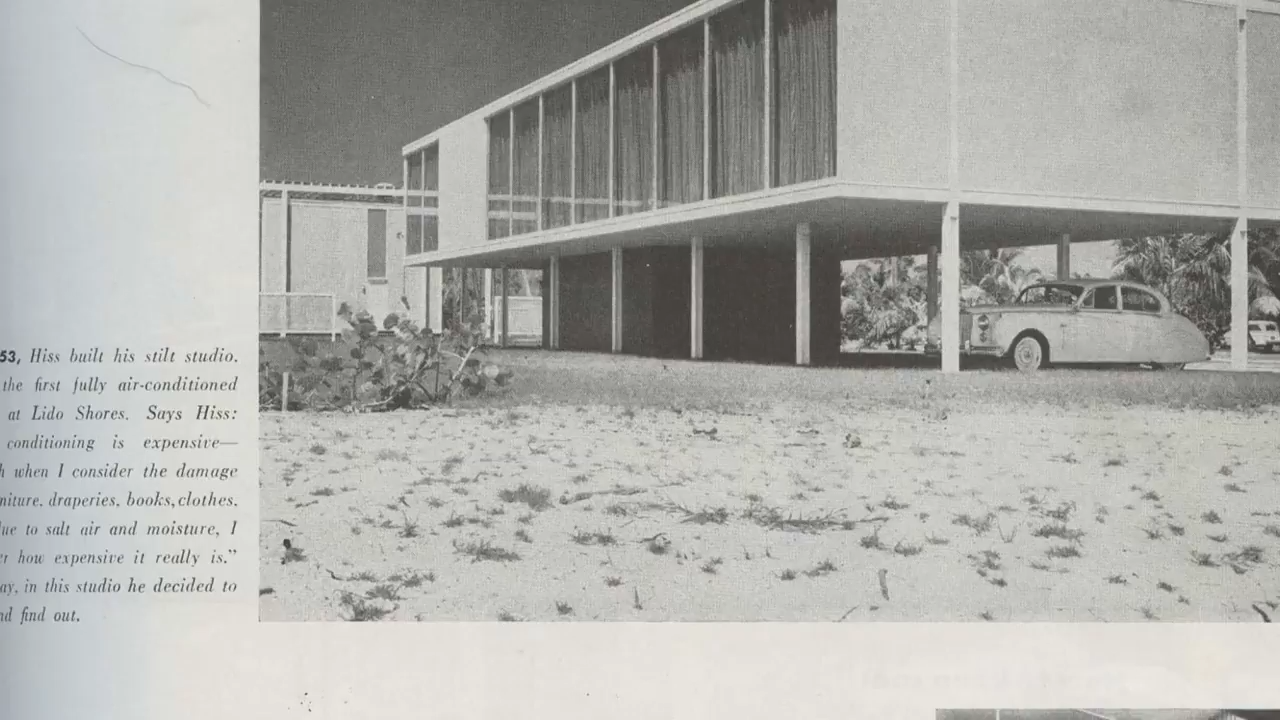 53, Hiss built his stilt studio.
the first fully air-conditioned
at Lido Shores. Says Hiss:
conditioning is expensive—
when I consider the damage
niture, draperies, books, clothes,
due to salt air and moisture, I
how expensive it really is.”
ay, in this studio he decided to
nd find out.